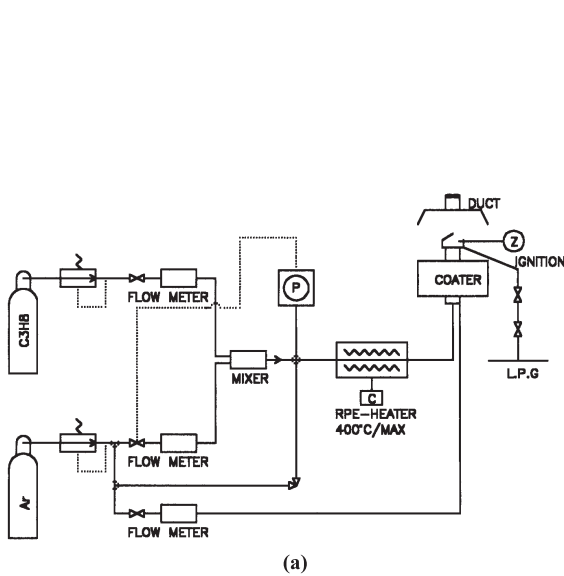 DUCT
Z
IGNITION
COATER
C3H8
FLOW METER
P
L.P.G
MIXER
C
RPE-HEATER
400°C/MAX
Ar
FLOW METER
FLOW METER
(a)